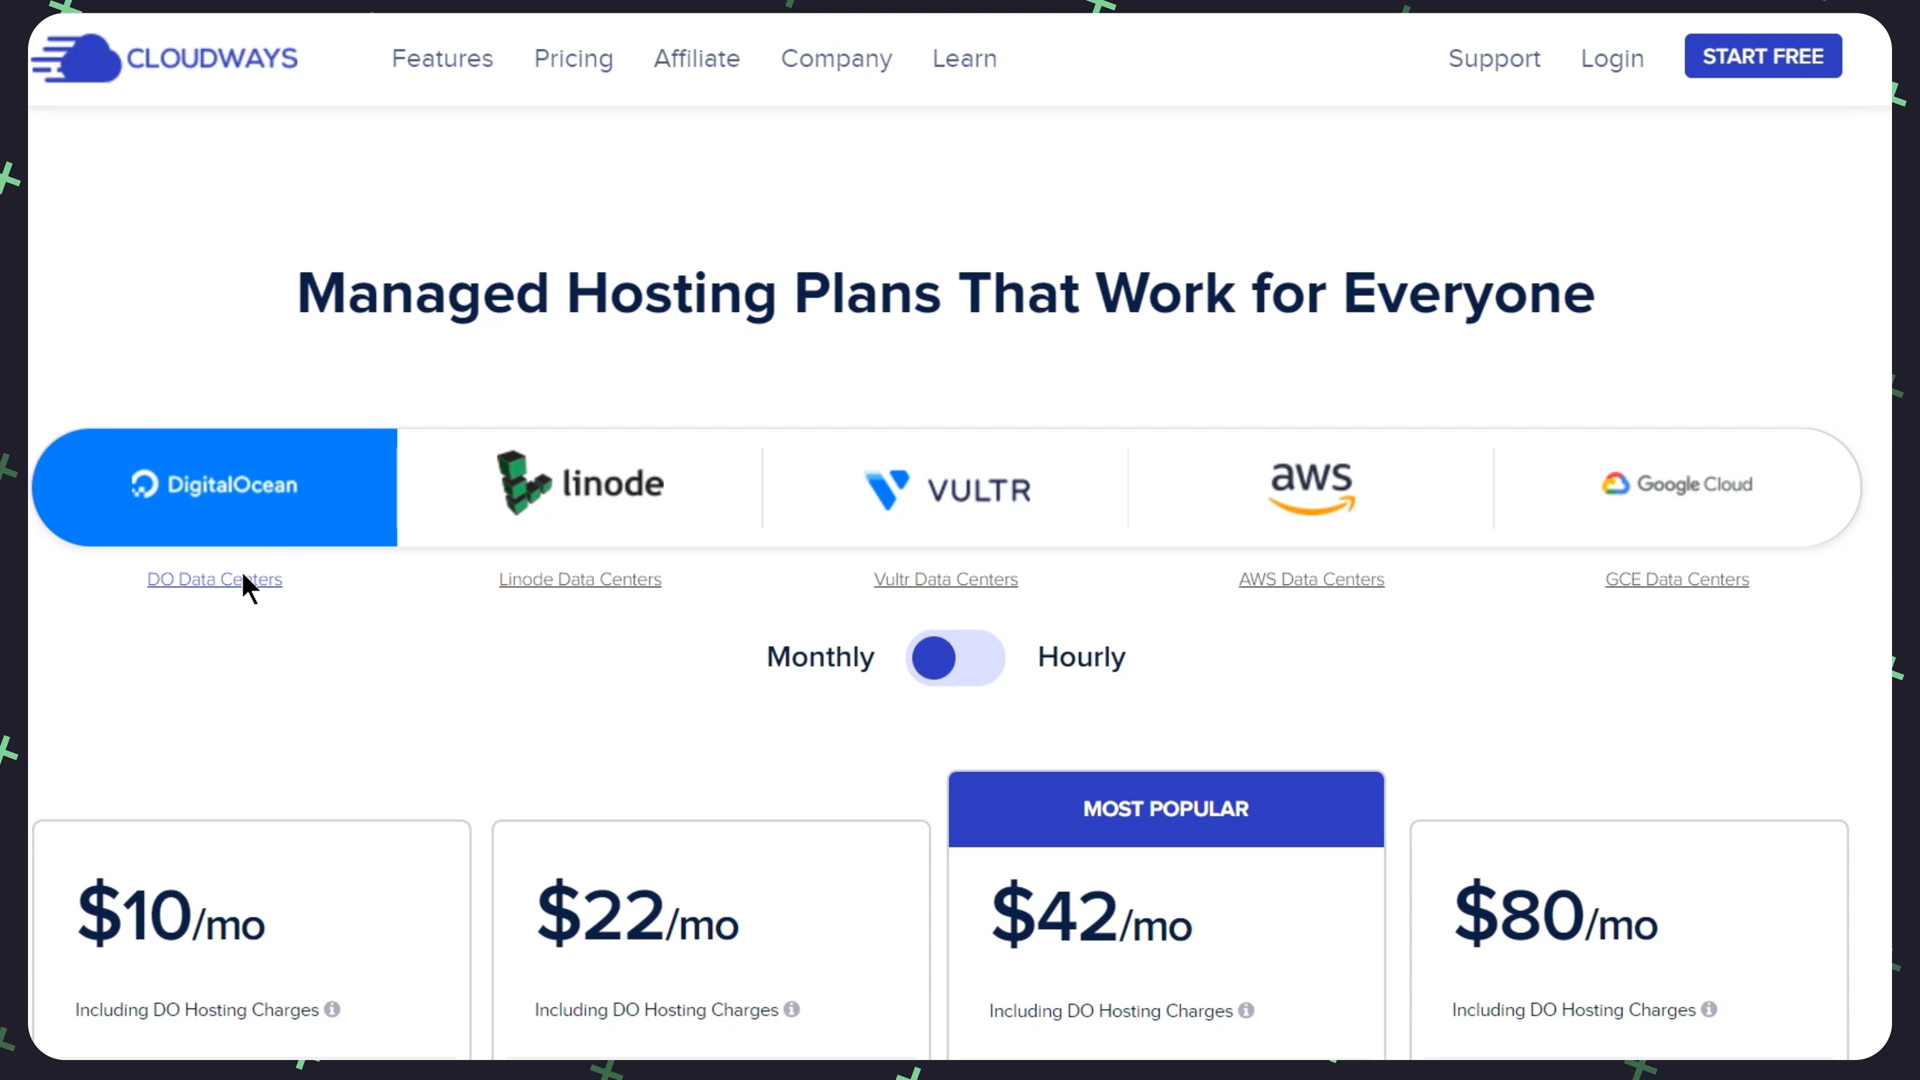 CLOUDWAYS Features Pricing Affiliate Company Learn Support Login START FREE
Managed Hosting Plans That Work for Everyone
DigitalOcean linode VULTR aws Google Cloud
DO Data Centers Linode Data Centers Vultr Data Centers AWS Data Centers GCE Data Centers
Monthly Hourly
MOST POPULAR
$10/mo $22/mo $42/mo $80/mo
Including DO Hosting Charges Including DO Hosting Charges Including DO Hosting Charges Including DO Hosting Charges